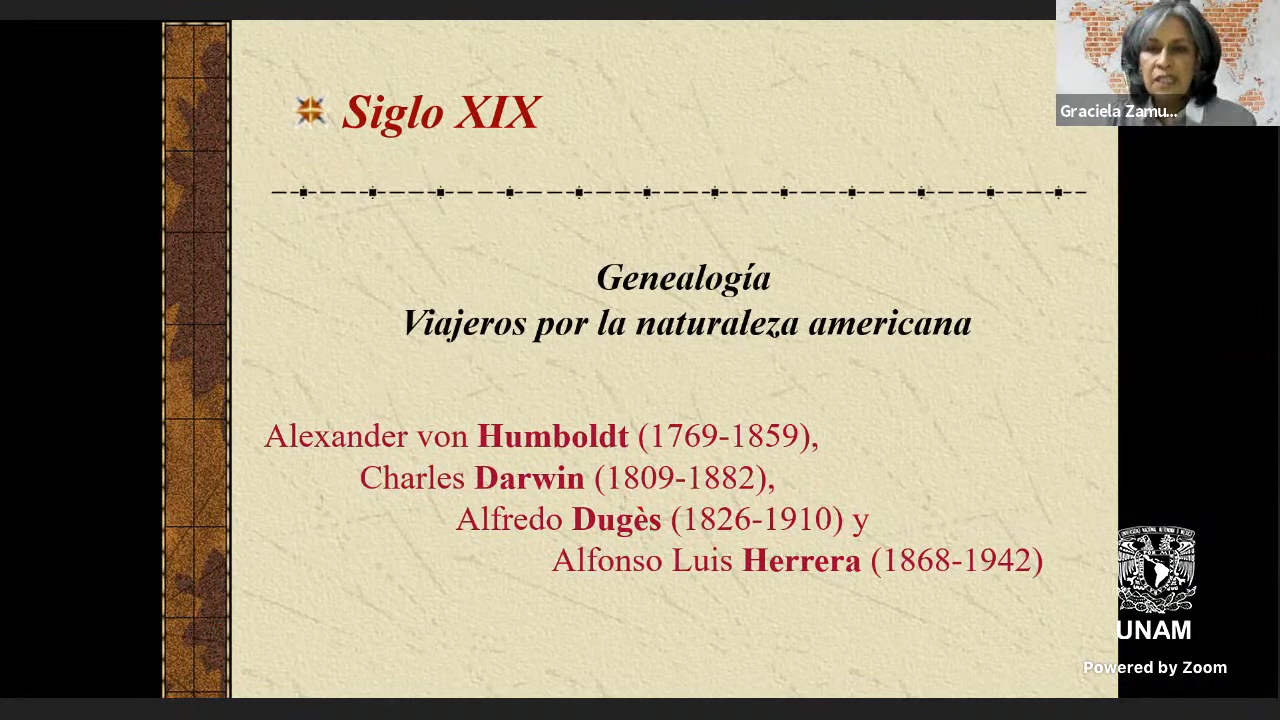 Siglo XIX
Graciela Zamu...
Genealogía
Viajeros por la naturaleza americana
Alexander von Humboldt (1769-1859),
Charles Darwin (1809-1882),
Alfredo Dugès (1826-1910) y
Alfonso Luis Herrera (1868-1942)
UNAM
Powered by Zoom